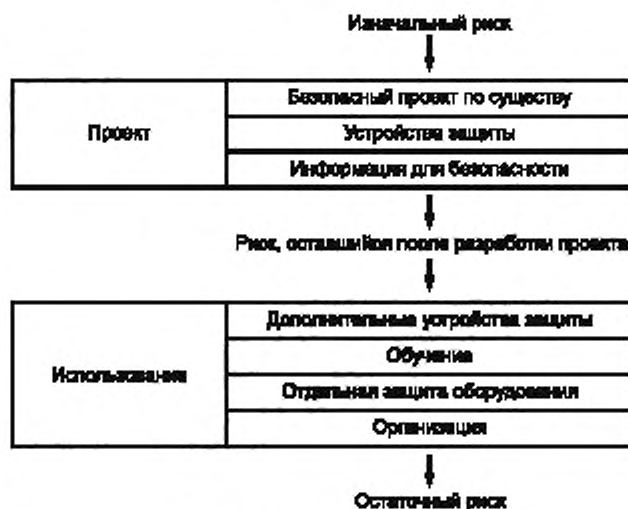 Изначальный риск
Проект
Безопасный проект по существу
Устройства защиты
Информация для безопасности
Риск, оставшийся после разработки проекта
Использование
Дополнительные устройства защиты
Обучение
Отдельная защита оборудования
Организация
Остаточный риск